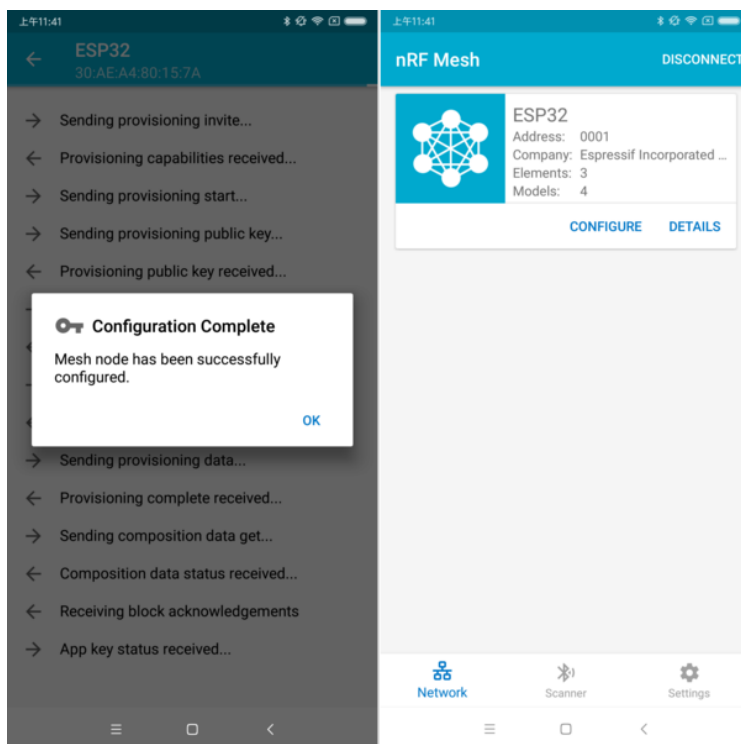 上午11:41
ESP32
30:AE:A4:80:15:7A
Sending provisioning invite...
Provisioning capabilities received...
Sending provisioning start...
Sending provisioning public key...
Provisioning public key received...
Configuration Complete
Mesh node has been successfully
configured.
OK
Sending provisioning data...
Provisioning complete received...
Sending composition data get...
Composition data status received...
Receiving block acknowledgements
App key status received...
上午11:41
nRF Mesh
DISCONNECT
ESP32
Address: 0001
Company: Espressif Incorporated ...
Elements: 3
Models: 4
CONFIGURE DETAILS
Network Scanner Settings